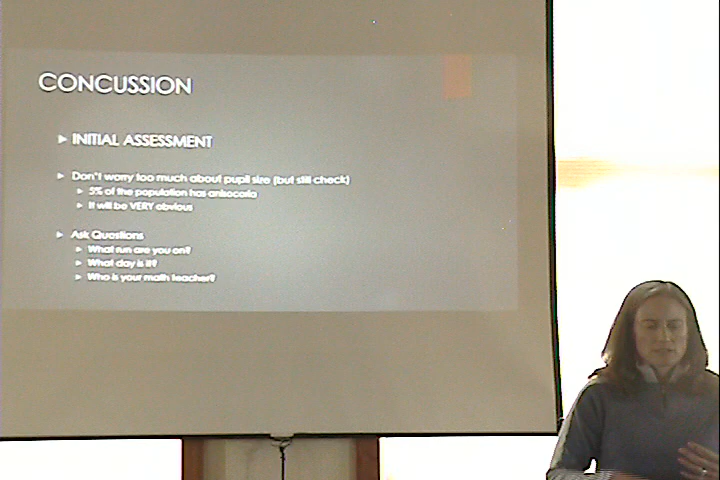 CONCUSSION
INITIAL ASSESSMENT
Don't worry too much about pupil size (but still check)
5% of the population has anisocoria
It will be VERY obvious
Ask Questions
What run are you on?
What day is it?
Who is your math teacher?